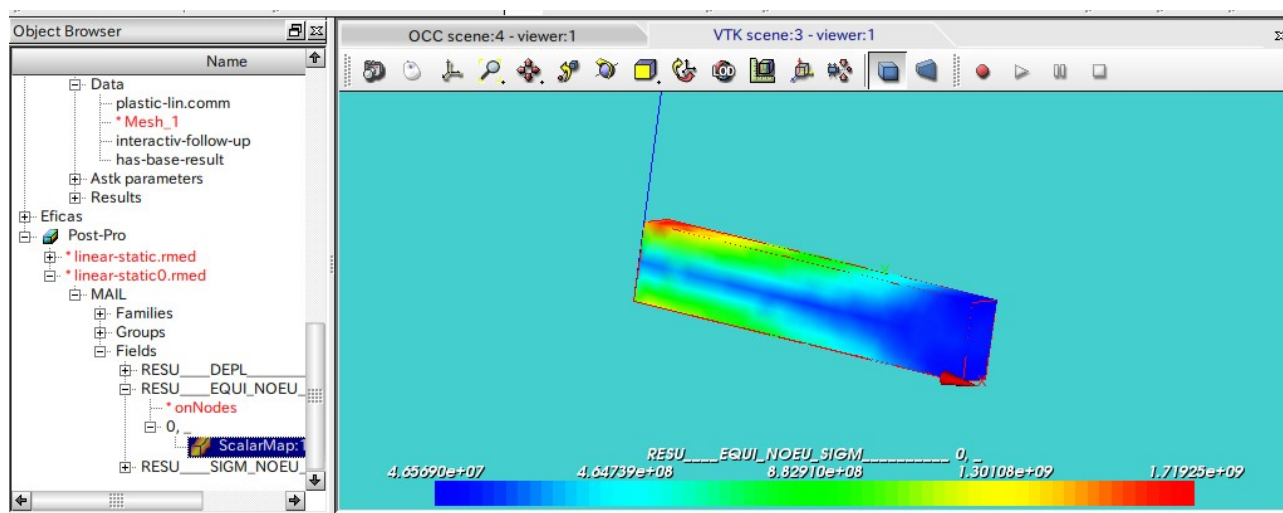 Object Browser
Name
Data
plastic-lin.comm
* Mesh_1
interactiv-follow-up
has-base-result
Astk parameters
Results
Eficas
Post-Pro
* linear-static.rmed
* linear-static0.rmed
MAIL
Families
Groups
Fields
RESU____DEPL____
RESU____EQUI_NOEU_
* onNodes
0, _
ScalarMap:1
RESU____SIGM_NOEU_
OCC scene:4 - viewer:1
VTK scene:3 - viewer:1
LOD
Y
X
RESU____EQUI_NOEU_SIGM__________ 0, _
4.65690e+07 4.64739e+08 8.82910e+08 1.30108e+09 1.71925e+09